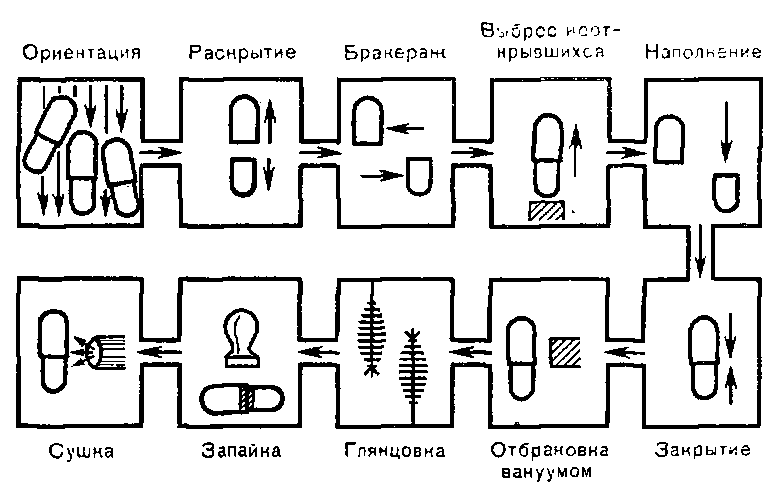 Ориентация
Раскрытие
Бракераж
Выброс неот-
крывшихся
Наполнение
Сушка
Запайка
Глянцовка
Отбраковка
вакуумом
Закрытие